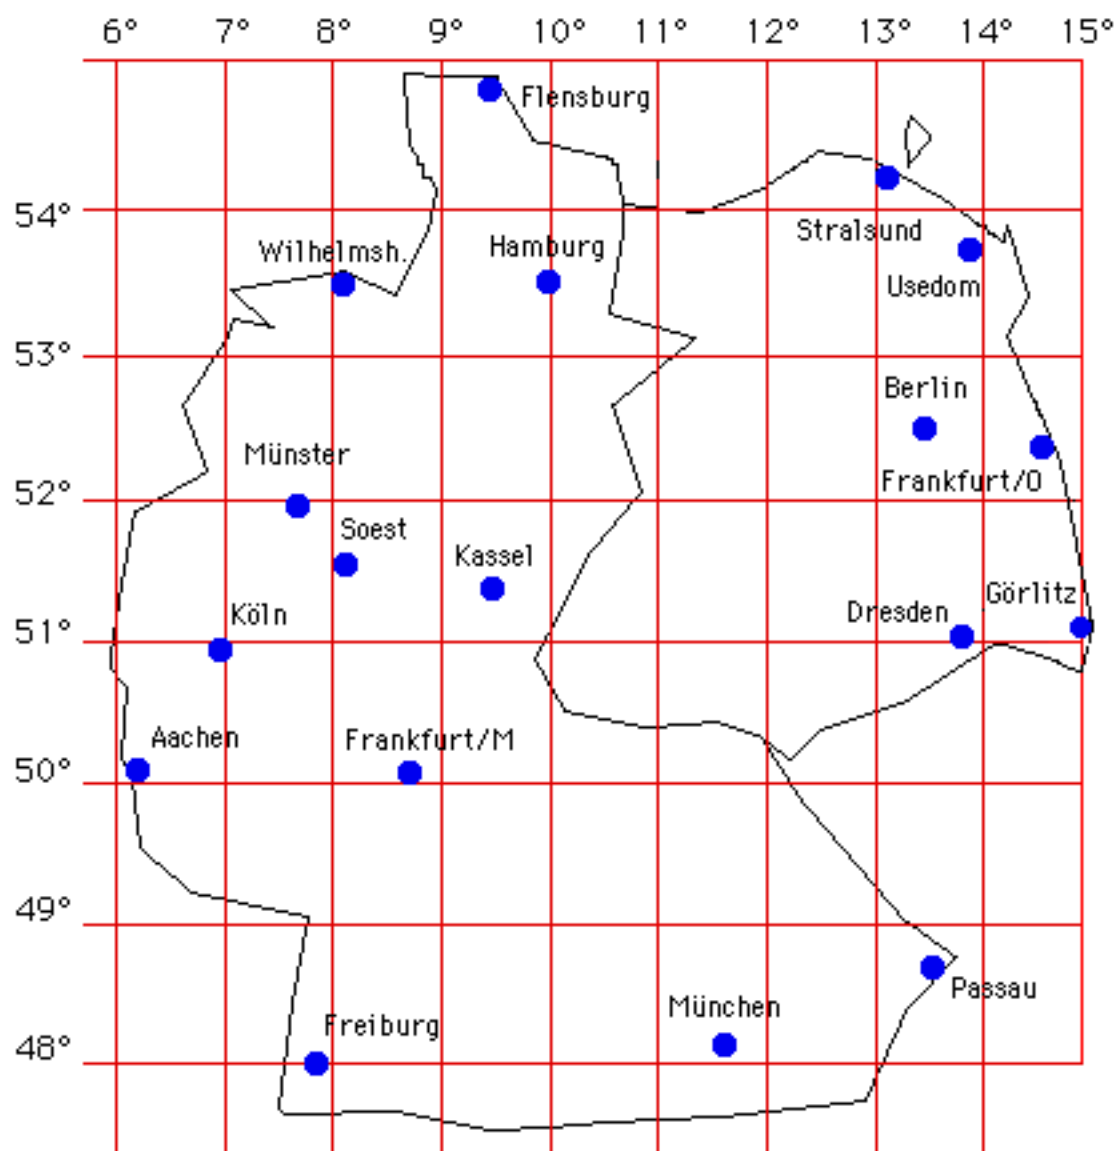 6° 7° 8° 9° 10° 11° 12° 13° 14° 15°
Flensburg
54°
Stralsund
Wilhelmsh. Hamburg
Usedom
53°
Berlin
Münster
Frankfurt/O
52°
Soest
Kassel
Görlitz
Köln
Dresden
51°
Aachen
Frankfurt/M
50°
49°
Passau
München
Freiburg
48°